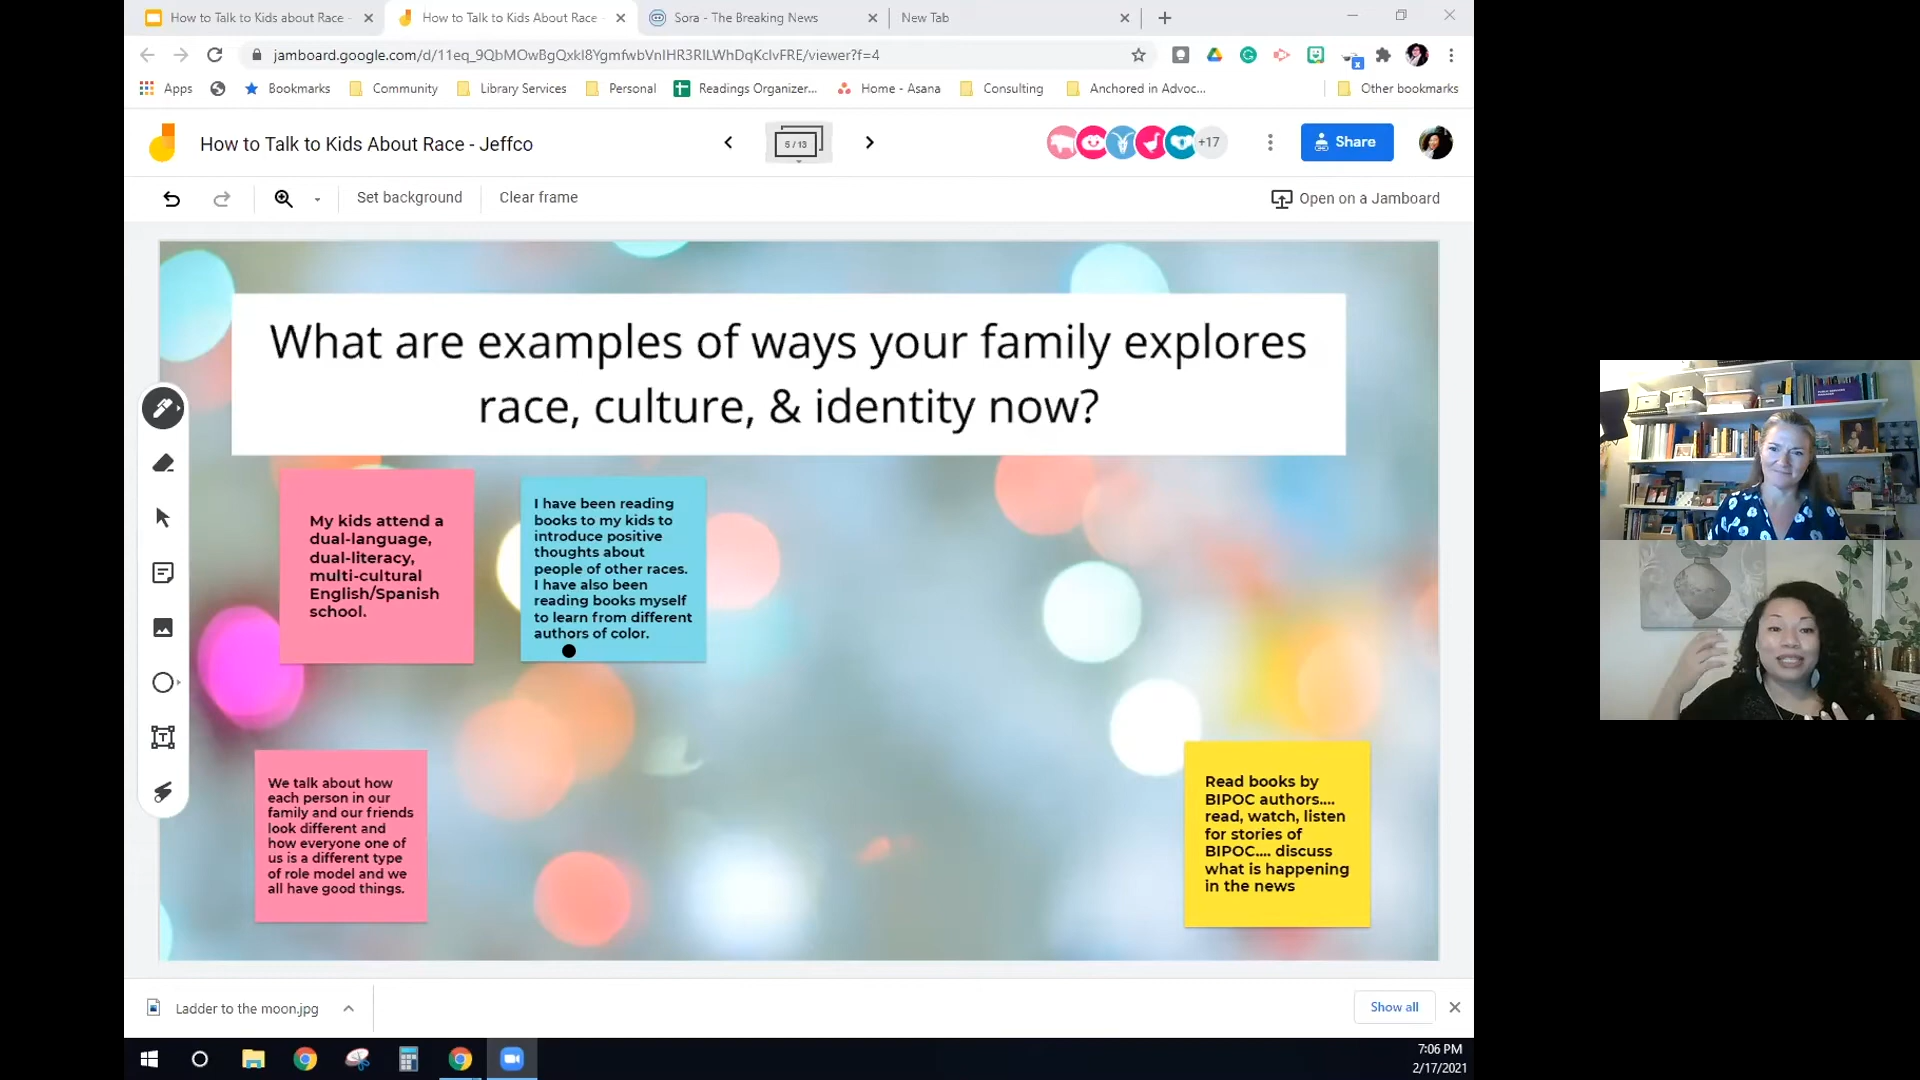 How to Talk to Kids about Race -
How to Talk to Kids About Race -
Sora - The Breaking News
New Tab
jamboard.google.com/d/11eq_9QbMOwBgQxkI8YgmfwbVnIHR3RlLWhDqKcIvFRE/viewer?f=4
Apps
Bookmarks
Community
Library Services
Personal
Readings Organizer...
Home - Asana
Consulting
Anchored in Advoc...
Other bookmarks
How to Talk to Kids About Race - Jeffco
5 / 13
+17
Share
Set background
Clear frame
Open on a Jamboard
What are examples of ways your family explores
race, culture, & identity now?
My kids attend a
dual-language,
dual-literacy,
multi-cultural
English/Spanish
school.
I have been reading
books to my kids to
introduce positive
thoughts about
people of other races.
I have also been
reading books myself
to learn from different
authors of color.
We talk about how
each person in our
family and our friends
look different and
how everyone one of
us is a different type
of role model and we
all have good things.
Read books by
BIPOC authors....
read, watch, listen
for stories of
BIPOC.... discuss
what is happening
in the news
Ladder to the moon.jpg
Show all
7:06 PM
2/17/2021